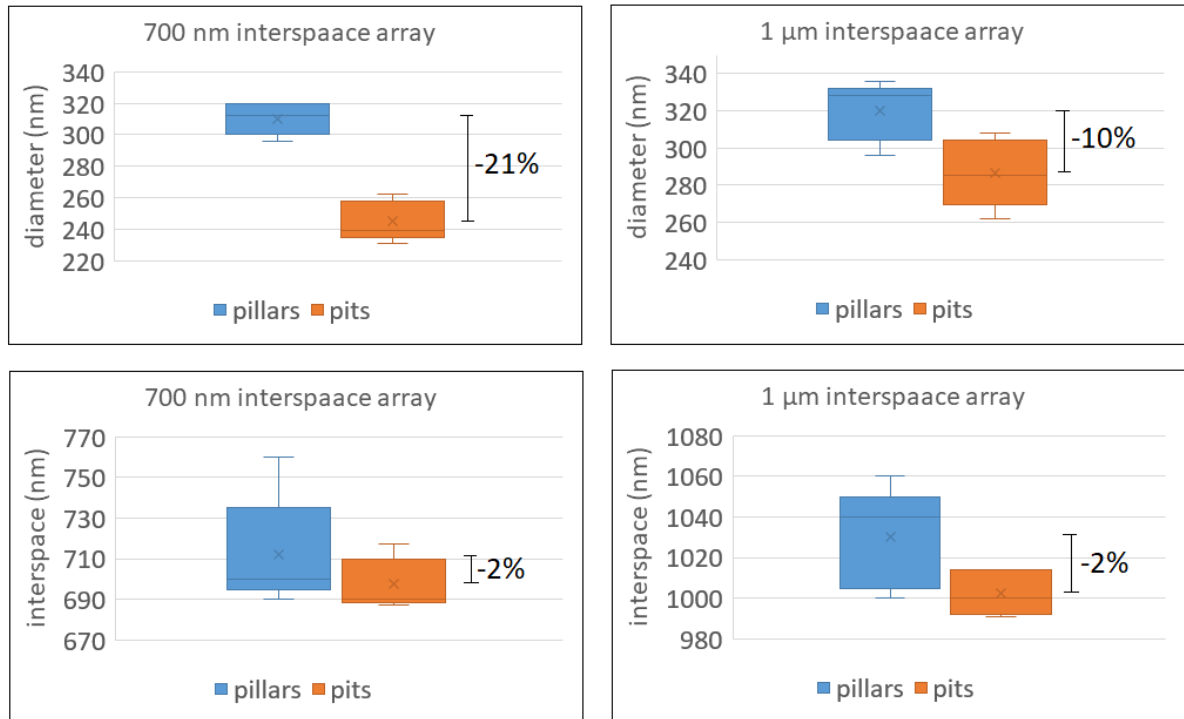 700 nm interspaace array
diameter (nm)
340
320
300
280
260
240
220
-21%
pillars pits
1 µm interspaace array
diameter (nm)
340
320
300
280
260
240
-10%
pillars pits
700 nm interspaace array
interspace (nm)
770
750
730
710
690
670
-2%
pillars pits
1 µm interspaace array
interspace (nm)
1080
1060
1040
1020
1000
980
-2%
pillars pits